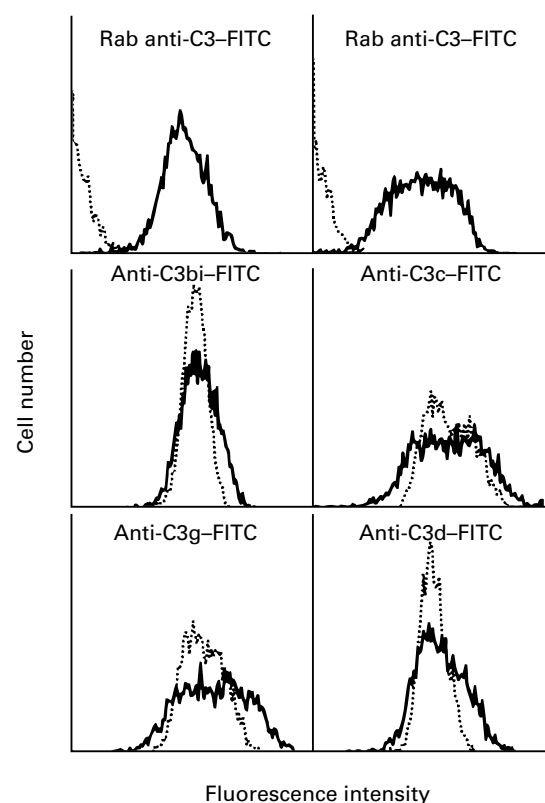 Rab anti-C3–FITC
Rab anti-C3–FITC
Anti-C3bi–FITC
Anti-C3c–FITC
Cell number
Anti-C3g–FITC
Anti-C3d–FITC
Fluorescence intensity